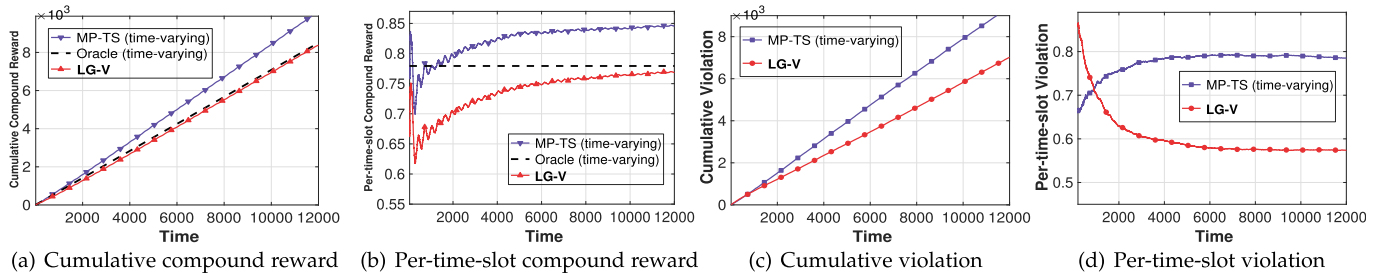 × 10³
8
6
4
2
0
2000 4000 6000 8000 10000 12000
Cumulative Compound Reward
Time
MP-TS (time-varying)
Oracle (time-varying)
LG-V
(a) Cumulative compound reward
0.85
0.8
0.75
0.7
0.65
0.6
0.55
2000 4000 6000 8000 10000 12000
Per-time-slot Compound Reward
Time
MP-TS (time-varying)
Oracle (time-varying)
LG-V
(b) Per-time-slot compound reward
× 10³
8
6
4
2
0
2000 4000 6000 8000 10000 12000
Cumulative Violation
Time
MP-TS (time-varying)
LG-V
(c) Cumulative violation
0.8
0.7
0.6
0.5
2000 4000 6000 8000 10000 12000
Per-time-slot Violation
Time
MP-TS (time-varying)
LG-V
(d) Per-time-slot violation